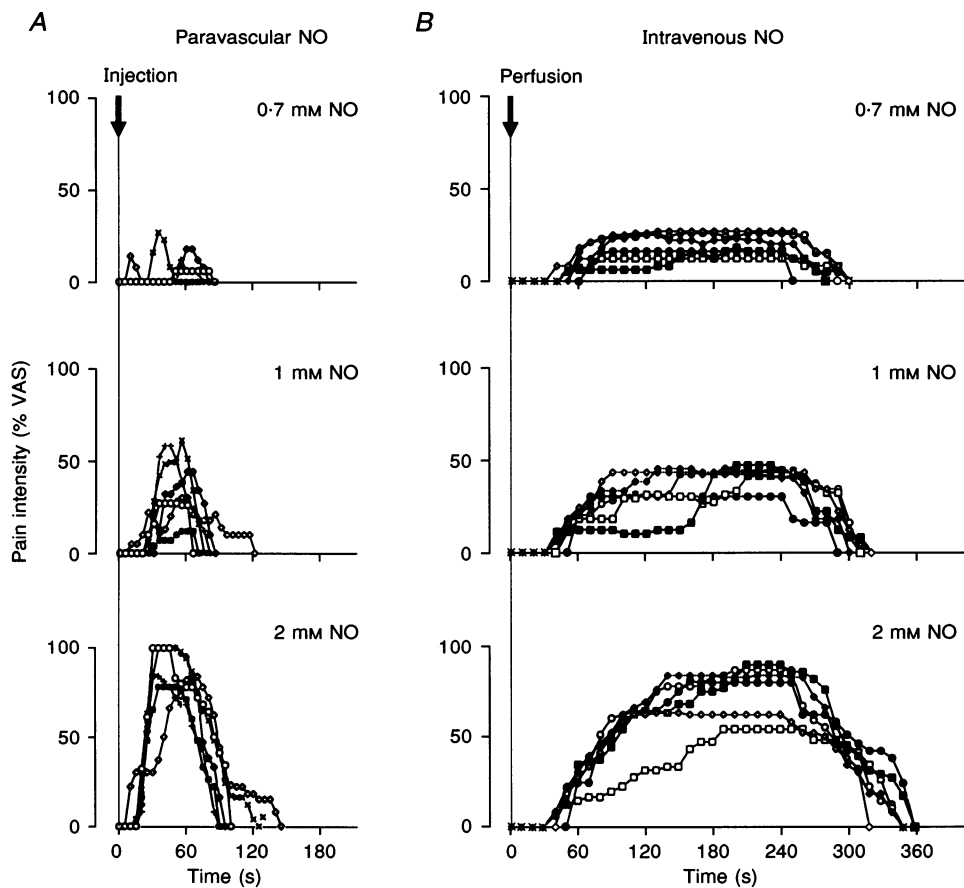 A
Paravascular NO
B
Intravenous NO
Injection
Perfusion
100
0·7 mM NO
50
0
100
0·7 mM NO
50
0
100
1 mM NO
50
0
100
1 mM NO
50
0
Pain intensity (% VAS)
100
2 mM NO
50
0
100
2 mM NO
50
0
0 60 120 180
Time (s)
0 60 120 180 240 300 360
Time (s)